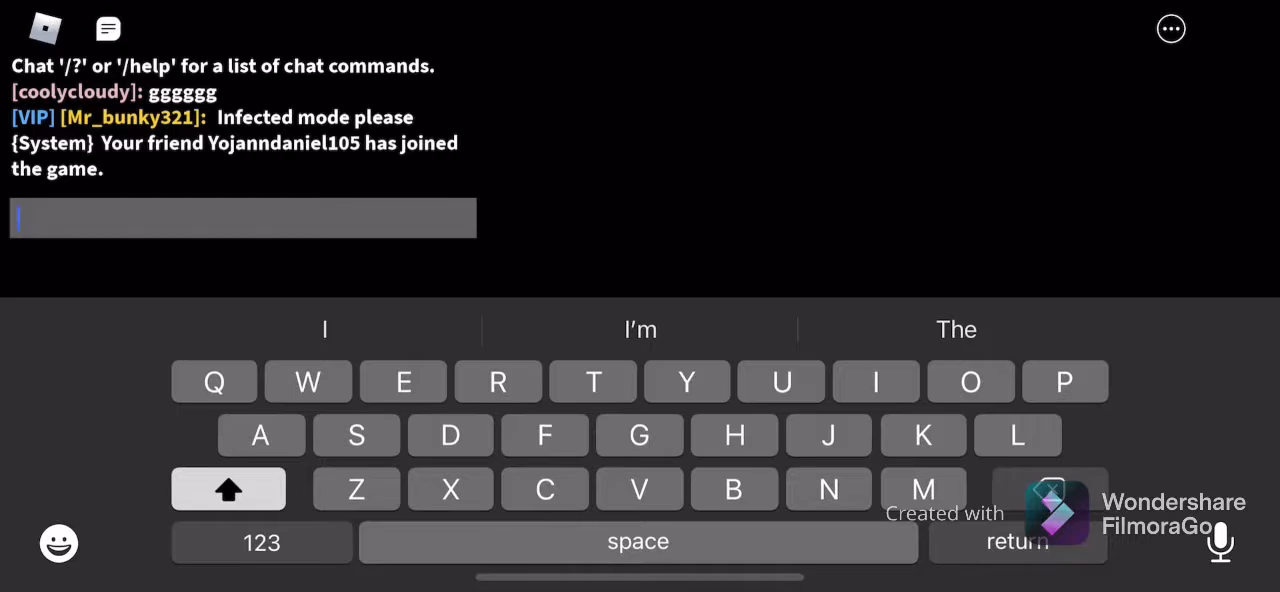 Chat '/?' or '/help' for a list of chat commands.
[coolycloudy]: gggggg
[VIP] [Mr_bunky321]: Infected mode please
{System} Your friend Yojanndaniel105 has joined
the game.
I I'm The
Q W E R T Y U I O P
A S D F G H J K L
Z X C V B N M
Created with Wondershare
FilmoraGo
123 space return